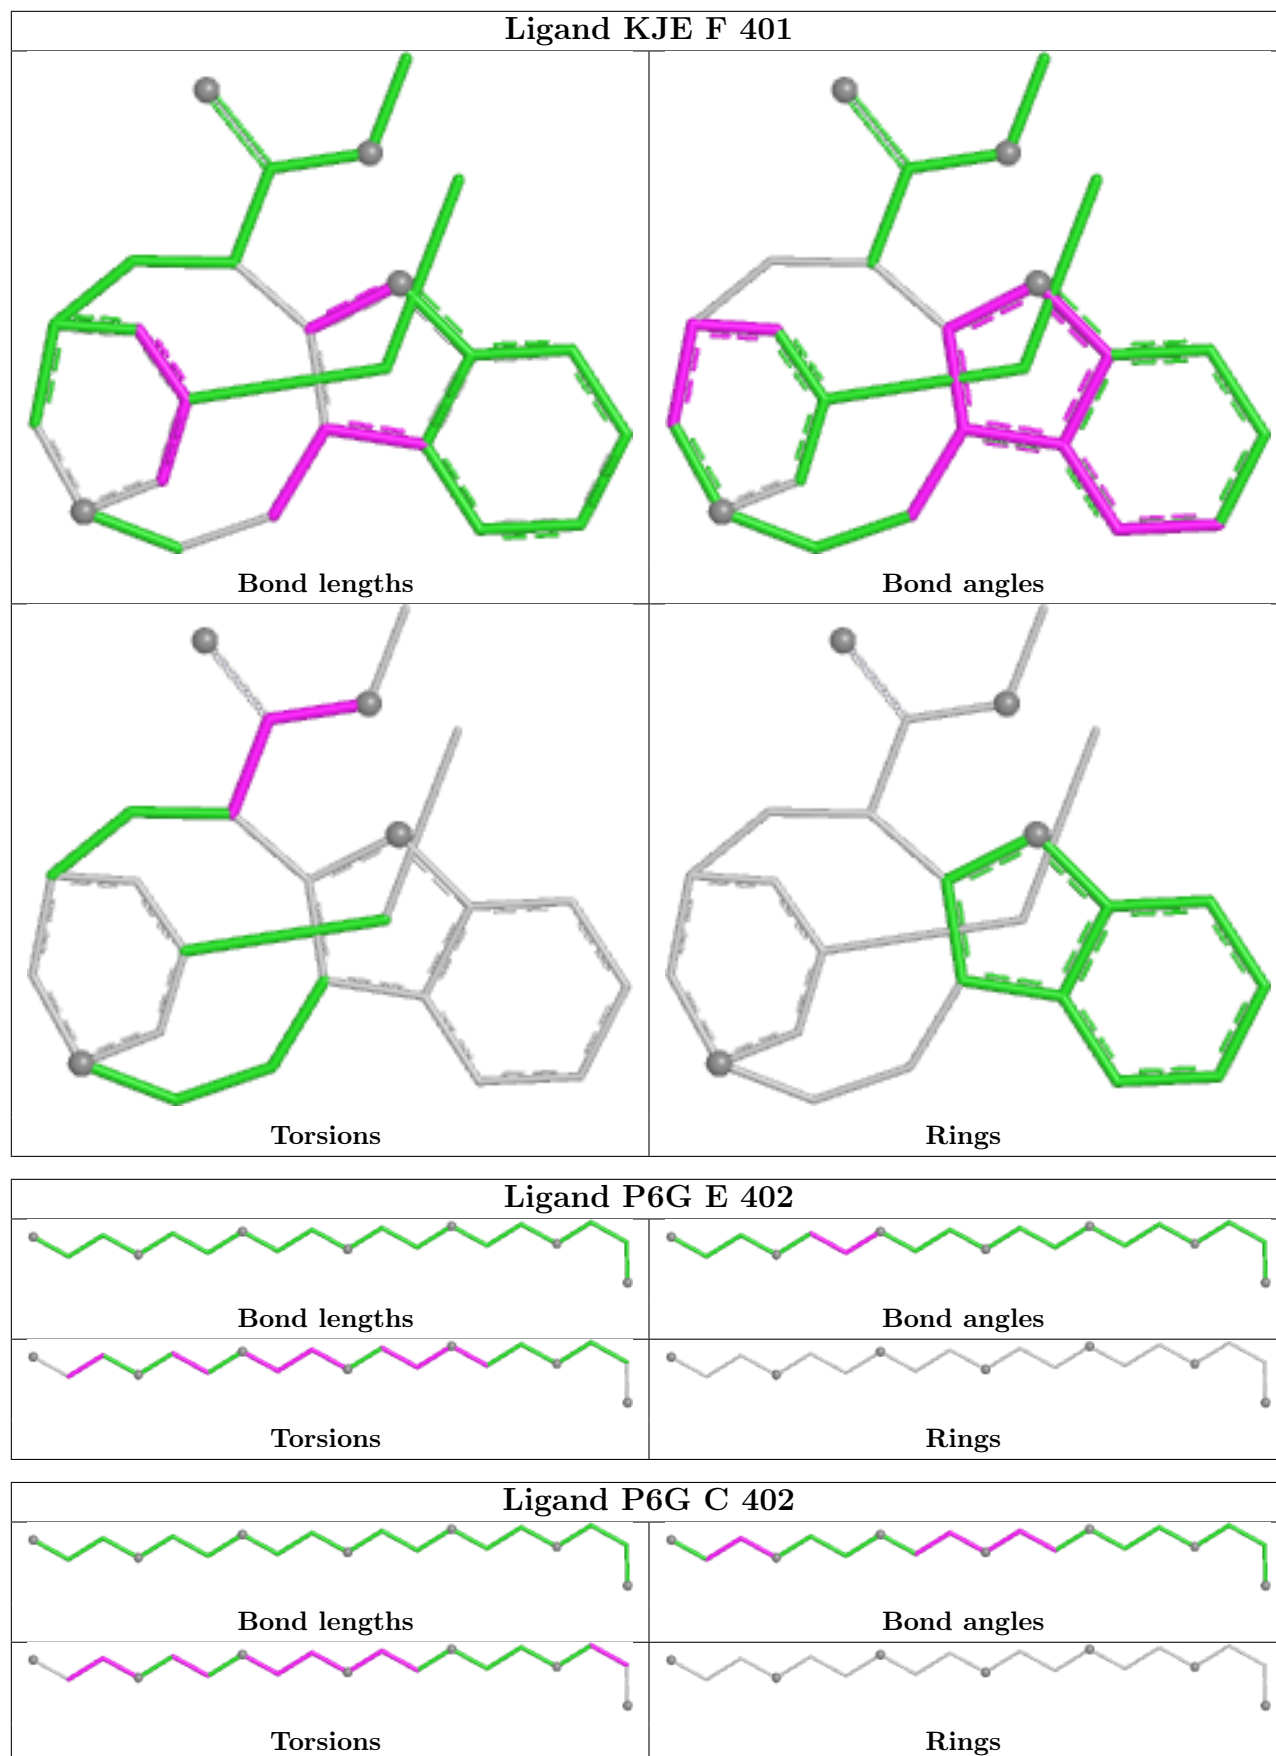 Ligand KJE F 401
Bond lengths
Bond angles
Torsions
Rings
Ligand P6G E 402
Bond lengths
Bond angles
Torsions
Rings
Ligand P6G C 402
Bond lengths
Bond angles
Torsions
Rings